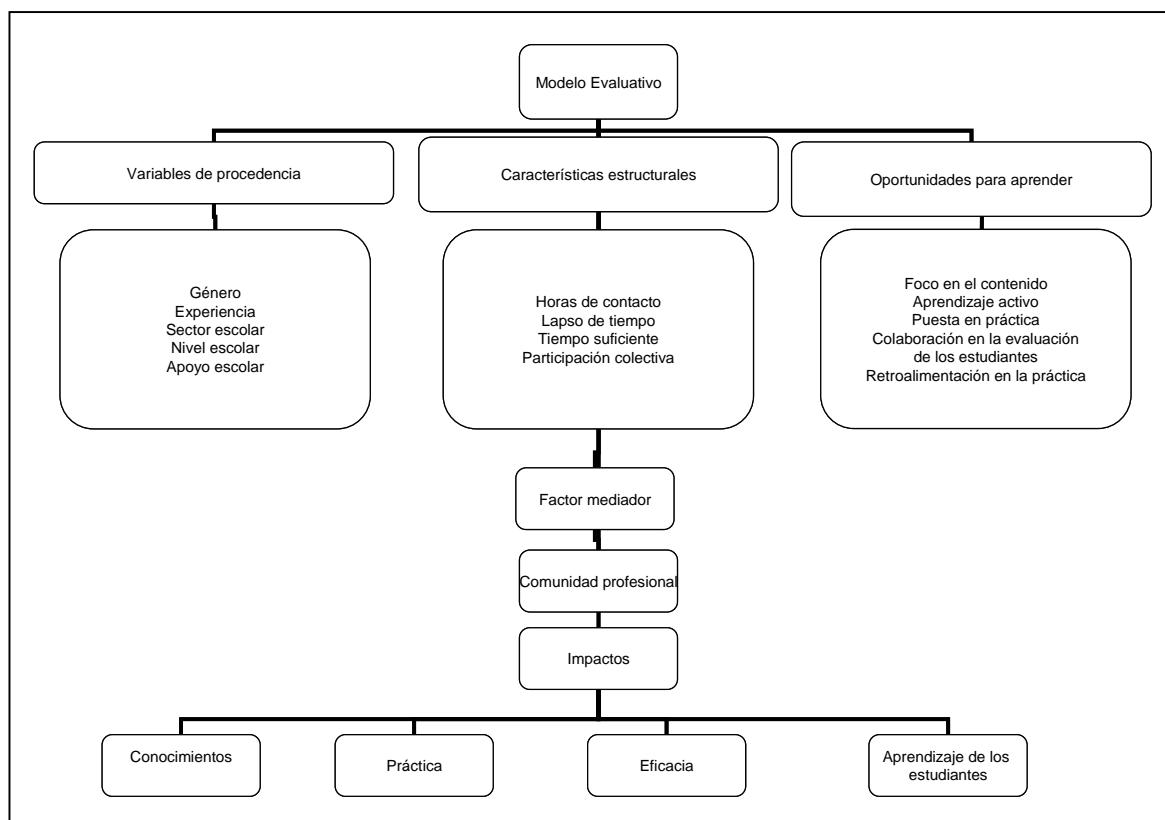 Modelo Evaluativo
Variables de procedencia
Características estructurales
Oportunidades para aprender
Género
Experiencia
Sector escolar
Nivel escolar
Apoyo escolar
Horas de contacto
Lapso de tiempo
Tiempo suficiente
Participación colectiva
Foco en el contenido
Aprendizaje activo
Puesta en práctica
Colaboración en la evaluación
de los estudiantes
Retroalimentación en la práctica
Factor mediador
Comunidad profesional
Impactos
Conocimientos
Práctica
Eficacia
Aprendizaje de los
estudiantes